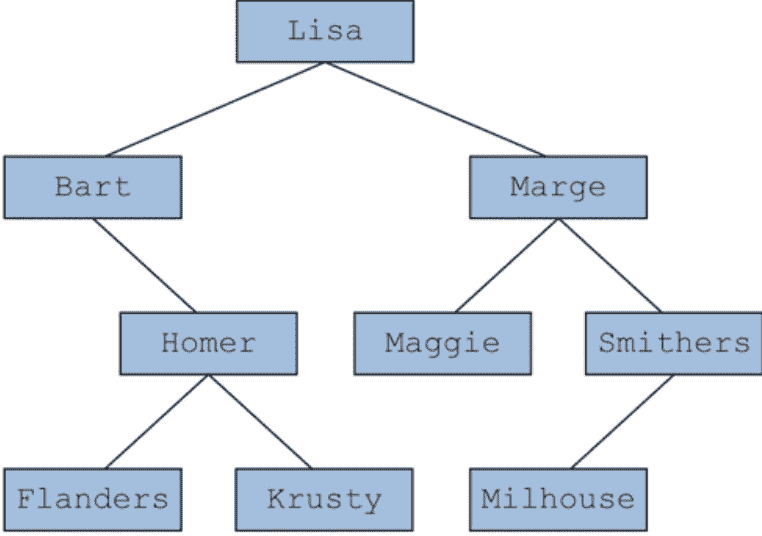 Lisa
Bart
Marge
Homer
Maggie
Smithers
Flanders
Krusty
Milhouse